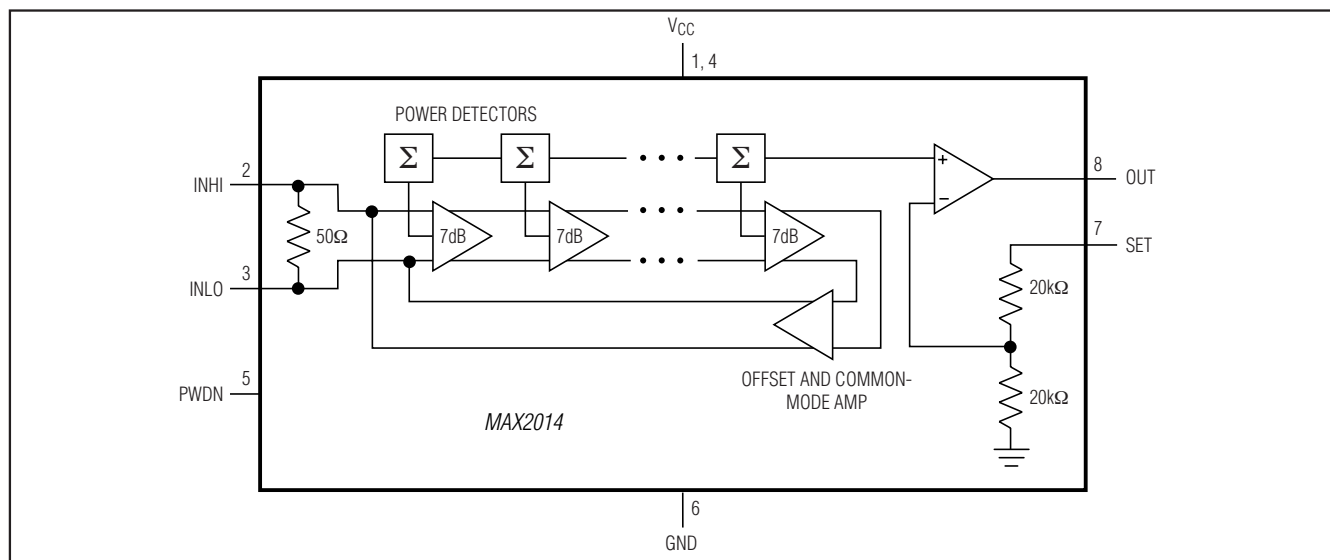 VCC
1, 4
POWER DETECTORS
Σ Σ • • • Σ
2
INHI
8
OUT
+
−
7dB 7dB • • • 7dB
50Ω
7
SET
• • •
3
INLO
20kΩ
5
PWDN
OFFSET AND COMMON-
MODE AMP
20kΩ
MAX2014
6
GND